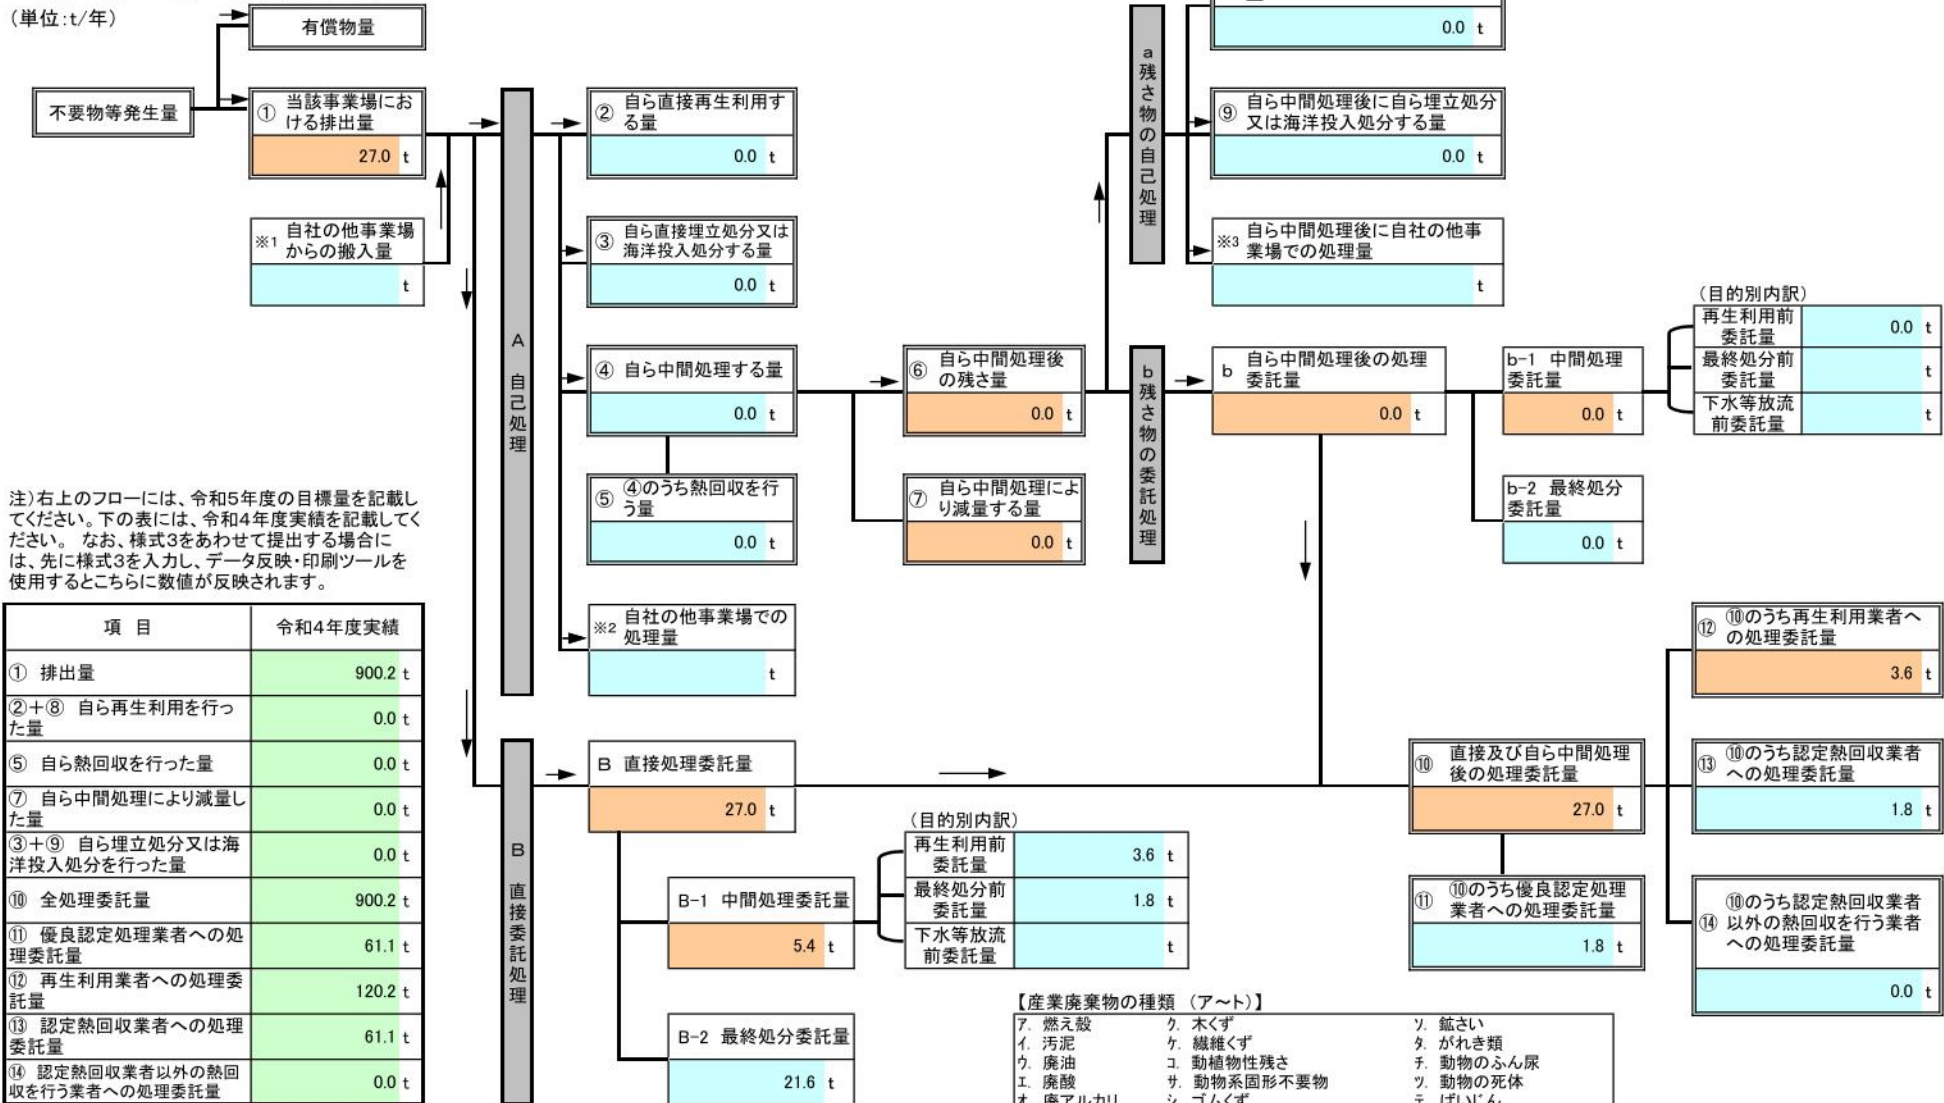 (単位:t/年)
有償物量
不要物等発生量
① 当該事業場にお
ける排出量
27.0 t
※1 自社の他事業場
からの搬入量
t
A 自己処理
② 自ら直接再生利用す
る量
0.0 t
③ 自ら直接埋立処分又は
海洋投入処分する量
0.0 t
④ 自ら中間処理する量
0.0 t
⑤ ④のうち熱回収を行
う量
0.0 t
※2 自社の他事業場での
処理量
t
⑥ 自ら中間処理後
の残さ量
0.0 t
⑦ 自ら中間処理によ
り減量する量
0.0 t
a 残さ物の自己処理
0.0 t
⑨ 自ら中間処理後に自ら埋立処分
又は海洋投入処分する量
0.0 t
※3 自ら中間処理後に自社の他事
業場での処理量
t
b 残さ物の委託処理
b 自ら中間処理後の処理
委託量
0.0 t
b-1 中間処理
委託量
0.0 t
b-2 最終処分
委託量
0.0 t
(目的別内訳)
再生利用前
委託量
0.0 t
最終処分前
委託量
t
下水等放流
前委託量
t
注)右上のフローには、令和5年度の目標量を記載し
てください。下の表には、令和4年度実績を記載してく
ださい。 なお、様式3をあわせて提出する場合に
は、先に様式3を入力し、データ反映・印刷ツールを
使用するとこちらに数値が反映されます。
項 目 令和4年度実績
① 排出量 900.2 t
②+⑧ 自ら再生利用を行っ
た量 0.0 t
⑤ 自ら熱回収を行った量 0.0 t
⑦ 自ら中間処理により減量し
た量 0.0 t
③+⑨ 自ら埋立処分又は海
洋投入処分を行った量 0.0 t
⑩ 全処理委託量 900.2 t
⑪ 優良認定処理業者への処
理委託量 61.1 t
⑫ 再生利用業者への処理委
託量 120.2 t
⑬ 認定熱回収業者への処理
委託量 61.1 t
⑭ 認定熱回収業者以外の熱回
収を行う業者への処理委託量 0.0 t
B 直接委託処理
B 直接処理委託量
27.0 t
B-1 中間処理委託量
5.4 t
B-2 最終処分委託量
21.6 t
(目的別内訳)
再生利用前
委託量
3.6 t
最終処分前
委託量
1.8 t
下水等放流
前委託量
t
⑩ 直接及び自ら中間処理
後の処理委託量
27.0 t
⑪ ⑩のうち優良認定処理
業者への処理委託量
1.8 t
⑫ ⑩のうち再生利用業者へ
の処理委託量
3.6 t
⑬ ⑩のうち認定熱回収業者
への処理委託量
1.8 t
⑭ ⑩のうち認定熱回収業者
以外の熱回収を行う業者
への処理委託量
0.0 t
【産業廃棄物の種類 (ア～ト)】
ア. 燃え殻 ク. 木くず ソ. 鉱さい
イ. 汚泥 ケ. 繊維くず タ. がれき類
ウ. 廃油 コ. 動植物性残さ チ. 動物のふん尿
エ. 廃酸 サ. 動物系固形不要物 ツ. 動物の死体
オ. 廃アルカリ シ. ゴムくず テ. ばいじん